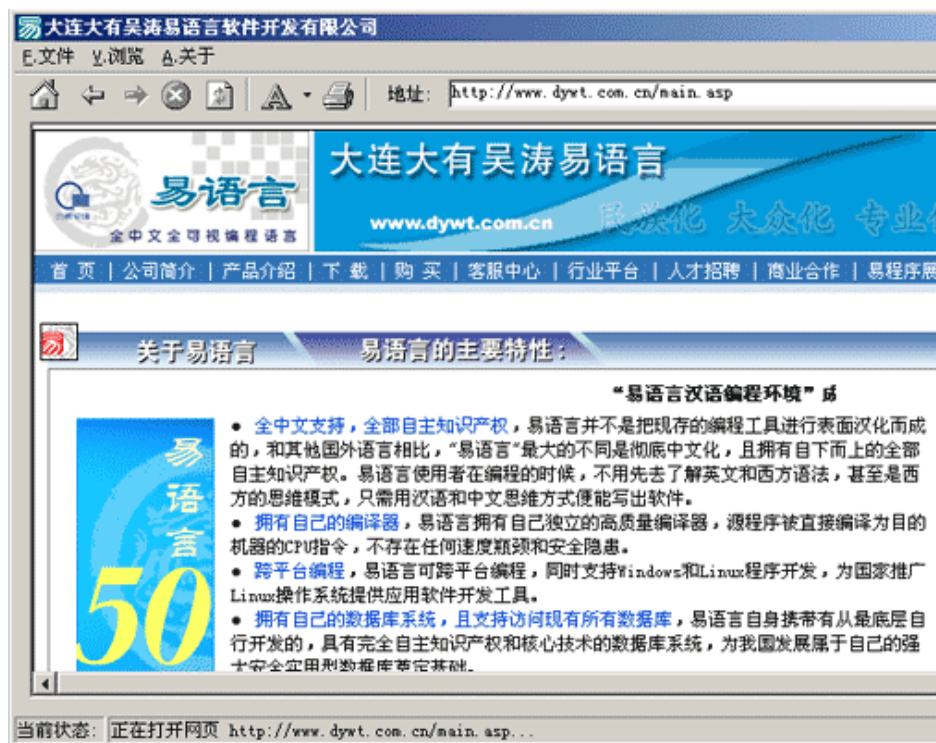 大连大有吴涛易语言软件开发有限公司
F.文件 V.浏览 A.关于
地址: http://www.dywt.com.cn/main.asp
易语言
全中文全可视编程语言
大连大有吴涛易语言
www.dywt.com.cn 民族化 大众化 专业化
首 页 | 公司简介 | 产品介绍 | 下 载 | 购 买 | 客服中心 | 行业平台 | 人才招聘 | 商业合作 | 易程序展
关于易语言 易语言的主要特性:
“易语言汉语编程环境”成
易语言
50
● 全中文支持,全部自主知识产权,易语言并不是把现存的编程工具进行表面汉化而成
的,和其他国外语言相比,“易语言”最大的不同是彻底中文化,且拥有自下而上的全部
自主知识产权。易语言使用者在编程的时候,不用先去了解英文和西方语法,甚至是西
方的思维模式,只需用汉语和中文思维方式便能写出软件。
● 拥有自己的编译器,易语言拥有自己独立的高质量编译器,源程序被直接编译为目的
机器的CPU指令,不存在任何速度瓶颈和安全隐患。
● 跨平台编程,易语言可跨平台编程,同时支持Windows和Linux程序开发,为国家推广
Linux操作系统提供应用软件开发工具。
● 拥有自己的数据库系统,且支持访问现有所有数据库,易语言自身携带有从最底层自
行开发的,具有完全自主知识产权和核心技术的数据库系统,为我国发展属于自己的强
大安全实用型数据库奠定基础。
当前状态: 正在打开网页 http://www.dywt.com.cn/main.asp...